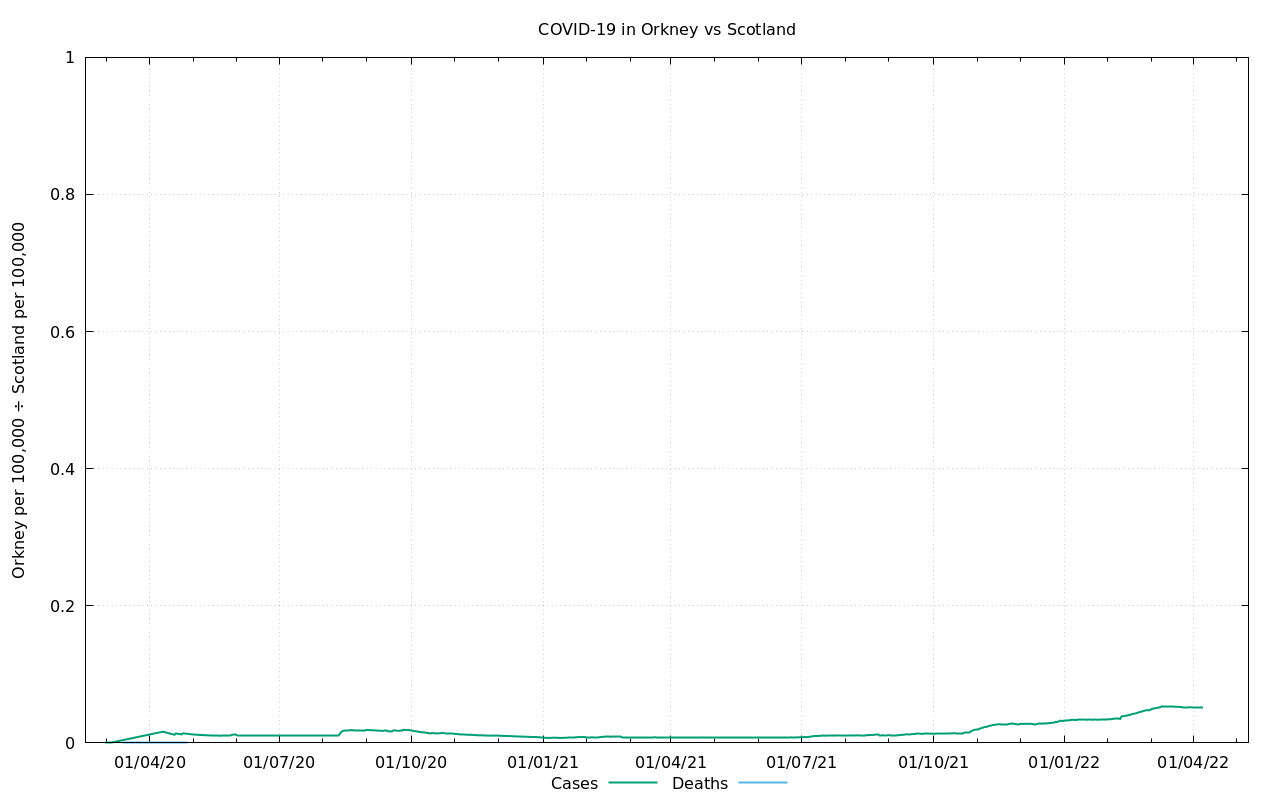 COVID-19 in Orkney vs Scotland
Orkney per 100,000 ÷ Scotland per 100,000
1
0.8
0.6
0.4
0.2
0
01/04/20 01/07/20 01/10/20 01/01/21 01/04/21 01/07/21 01/10/21 01/01/22 01/04/22
Cases Deaths